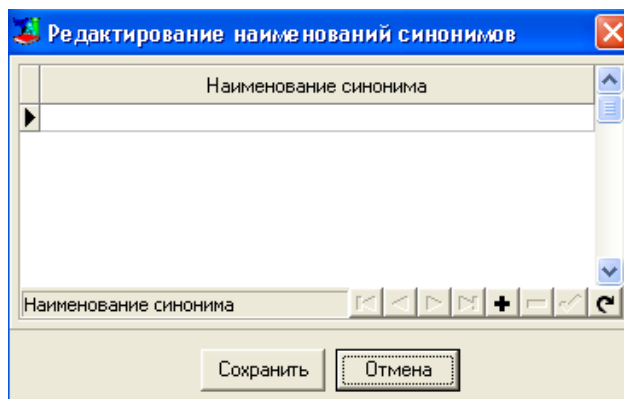 Редактирование наименований синонимов
Наименование синонима
Наименование синонима
Сохранить
Отмена